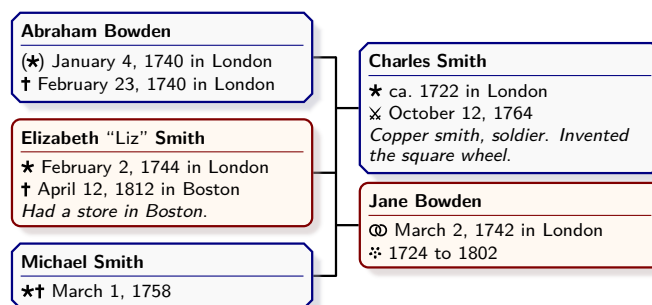 Abraham Bowden
(★) January 4, 1740 in London
† February 23, 1740 in London
Elizabeth “Liz” Smith
★ February 2, 1744 in London
† April 12, 1812 in Boston
Had a store in Boston.
Michael Smith
★† March 1, 1758
Charles Smith
★ ca. 1722 in London
⚔ October 12, 1764
Copper smith, soldier. Invented
the square wheel.
Jane Bowden
⚭ March 2, 1742 in London
⁘ 1724 to 1802